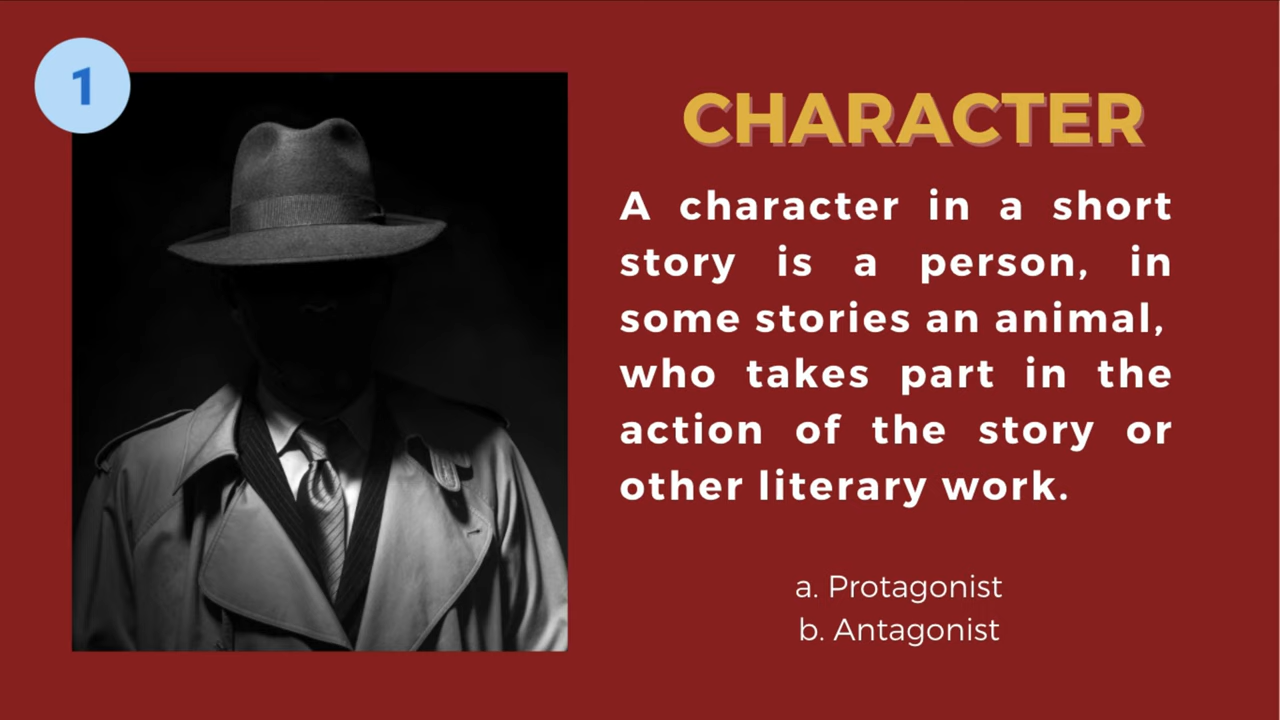 1
CHARACTER
A character in a short
story is a person, in
some stories an animal,
who takes part in the
action of the story or
other literary work.
a. Protagonist
b. Antagonist